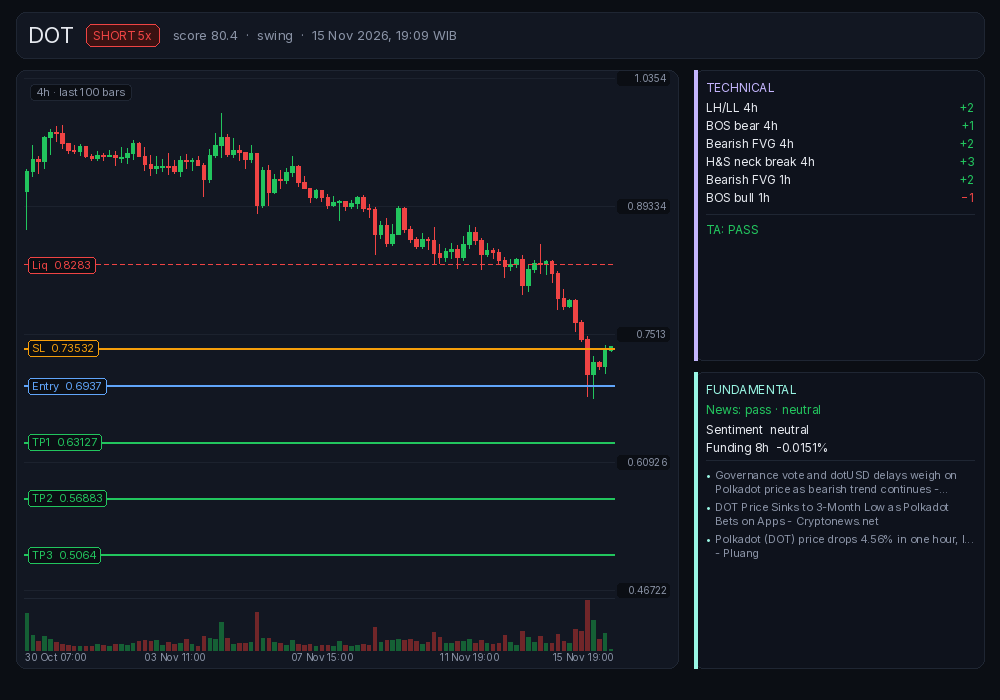 DOT SHORT 5x score 80.4 · swing · 15 Nov 2026, 19:09 WIB
4h · last 100 bars
1.0354
0.89334
Liq 0.8283
0.7513
SL 0.73532
Entry 0.6937
TP1 0.63127
0.60926
TP2 0.56883
TP3 0.5064
0.46722
30 Oct 07:00 03 Nov 11:00 07 Nov 15:00 11 Nov 19:00 15 Nov 19:00
TECHNICAL
LH/LL 4h +2
BOS bear 4h +1
Bearish FVG 4h +2
H&S neck break 4h +3
Bearish FVG 1h +2
BOS bull 1h −1
TA: PASS
FUNDAMENTAL
News: pass · neutral
Sentiment neutral
Funding 8h -0.0151%
• Governance vote and dotUSD delays weigh on
Polkadot price as bearish trend continues -...
• DOT Price Sinks to 3-Month Low as Polkadot
Bets on Apps - Cryptonews.net
• Polkadot (DOT) price drops 4.56% in one hour, l...
- Pluang